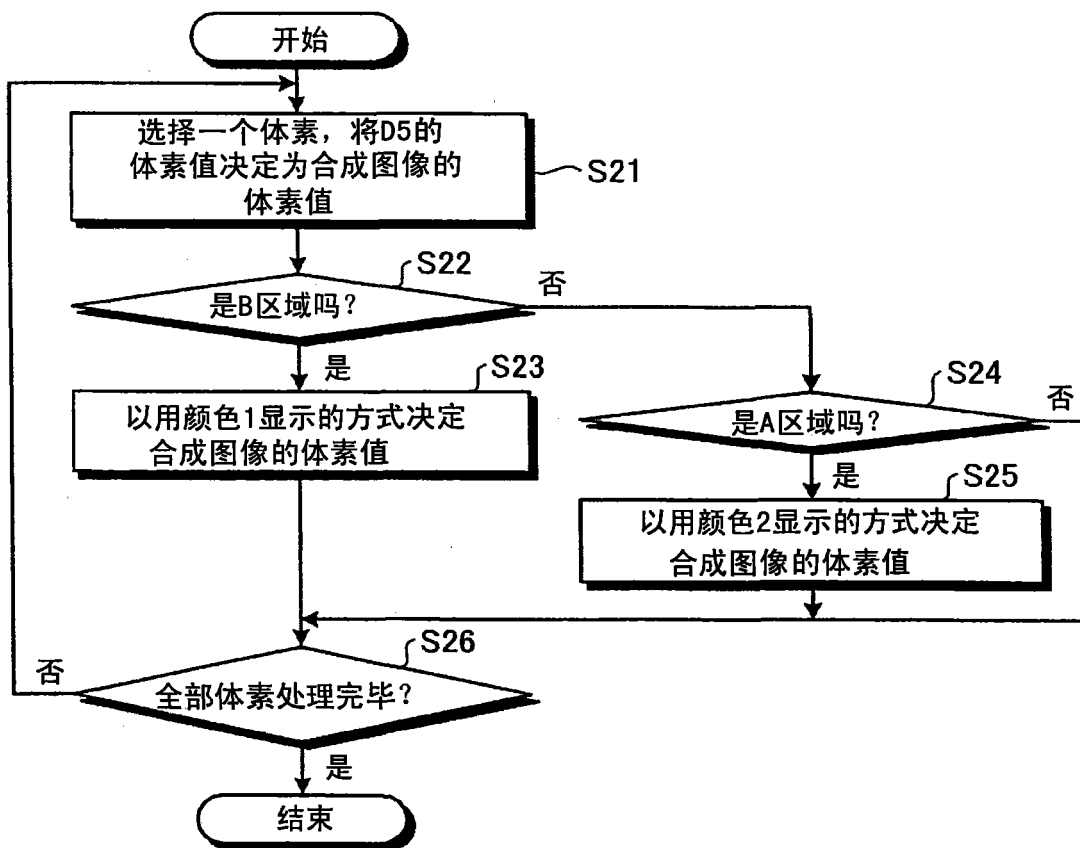 开始
选择一个体素，将D5的
体素值决定为合成图像的
体素值
S21
S22
是B区域吗？
否
是
S23
以用颜色1显示的方式决定
合成图像的体素值
S24
是A区域吗？
否
是
S25
以用颜色2显示的方式决定
合成图像的体素值
S26
全部体素处理完毕？
否
是
结束